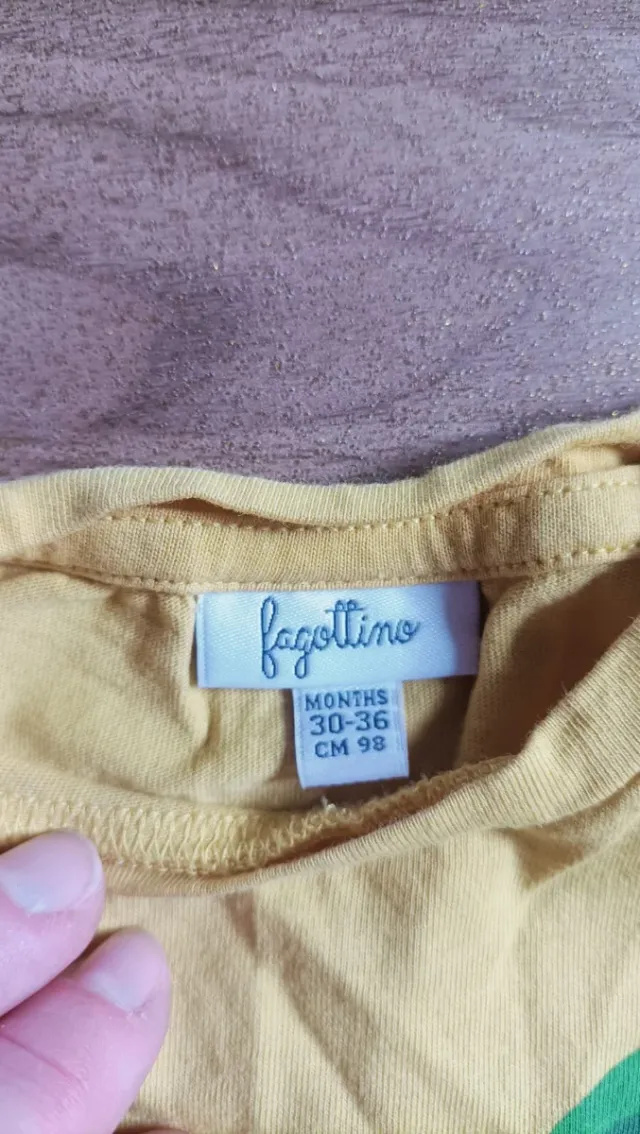 fagottino
MONTHS
30-36
CM 98